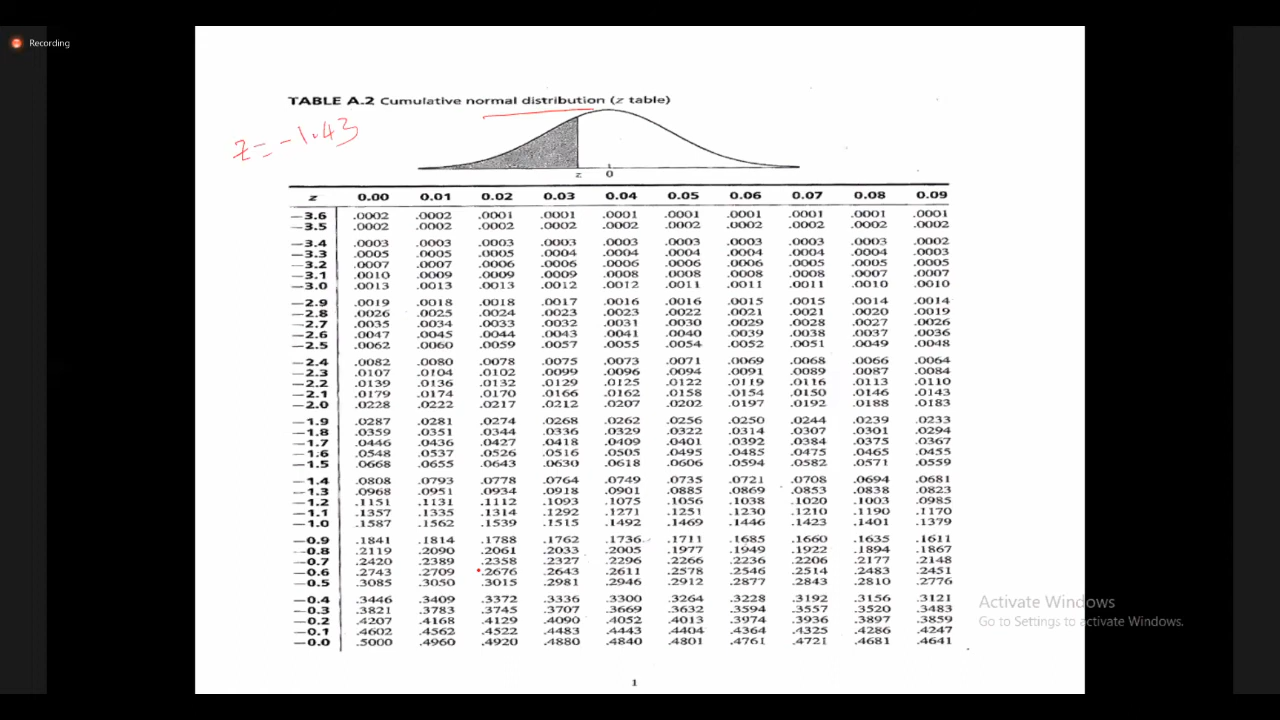 Recording
TABLE A.2 Cumulative normal distribution (z table)
z = -1.43
z 0
z 0.00 0.01 0.02 0.03 0.04 0.05 0.06 0.07 0.08 0.09
−3.6 .0002 .0002 .0001 .0001 .0001 .0001 .0001 .0001 .0001 .0001
−3.5 .0002 .0002 .0002 .0002 .0002 .0002 .0002 .0002 .0002 .0002
−3.4 .0003 .0003 .0003 .0003 .0003 .0003 .0003 .0003 .0003 .0002
−3.3 .0005 .0005 .0005 .0004 .0004 .0004 .0004 .0004 .0004 .0003
−3.2 .0007 .0007 .0006 .0006 .0006 .0006 .0006 .0005 .0005 .0005
−3.1 .0010 .0009 .0009 .0009 .0008 .0008 .0008 .0008 .0007 .0007
−3.0 .0013 .0013 .0013 .0012 .0012 .0011 .0011 .0011 .0010 .0010
−2.9 .0019 .0018 .0018 .0017 .0016 .0016 .0015 .0015 .0014 .0014
−2.8 .0026 .0025 .0024 .0023 .0023 .0022 .0021 .0021 .0020 .0019
−2.7 .0035 .0034 .0033 .0032 .0031 .0030 .0029 .0028 .0027 .0026
−2.6 .0047 .0045 .0044 .0043 .0041 .0040 .0039 .0038 .0037 .0036
−2.5 .0062 .0060 .0059 .0057 .0055 .0054 .0052 .0051 .0049 .0048
−2.4 .0082 .0080 .0078 .0075 .0073 .0071 .0069 .0068 .0066 .0064
−2.3 .0107 .0104 .0102 .0099 .0096 .0094 .0091 .0089 .0087 .0084
−2.2 .0139 .0136 .0132 .0129 .0125 .0122 .0119 .0116 .0113 .0110
−2.1 .0179 .0174 .0170 .0166 .0162 .0158 .0154 .0150 .0146 .0143
−2.0 .0228 .0222 .0217 .0212 .0207 .0202 .0197 .0192 .0188 .0183
−1.9 .0287 .0281 .0274 .0268 .0262 .0256 .0250 .0244 .0239 .0233
−1.8 .0359 .0351 .0344 .0336 .0329 .0322 .0314 .0307 .0301 .0294
−1.7 .0446 .0436 .0427 .0418 .0409 .0401 .0392 .0384 .0375 .0367
−1.6 .0548 .0537 .0526 .0516 .0505 .0495 .0485 .0475 .0465 .0455
−1.5 .0668 .0655 .0643 .0630 .0618 .0606 .0594 .0582 .0571 .0559
−1.4 .0808 .0793 .0778 .0764 .0749 .0735 .0721 .0708 .0694 .0681
−1.3 .0968 .0951 .0934 .0918 .0901 .0885 .0869 .0853 .0838 .0823
−1.2 .1151 .1131 .1112 .1093 .1075 .1056 .1038 .1020 .1003 .0985
−1.1 .1357 .1335 .1314 .1292 .1271 .1251 .1230 .1210 .1190 .1170
−1.0 .1587 .1562 .1539 .1515 .1492 .1469 .1446 .1423 .1401 .1379
−0.9 .1841 .1814 .1788 .1762 .1736 .1711 .1685 .1660 .1635 .1611
−0.8 .2119 .2090 .2061 .2033 .2005 .1977 .1949 .1922 .1894 .1867
−0.7 .2420 .2389 .2358 .2327 .2296 .2266 .2236 .2206 .2177 .2148
−0.6 .2743 .2709 .2676 .2643 .2611 .2578 .2546 .2514 .2483 .2451
−0.5 .3085 .3050 .3015 .2981 .2946 .2912 .2877 .2843 .2810 .2776
−0.4 .3446 .3409 .3372 .3336 .3300 .3264 .3228 .3192 .3156 .3121
−0.3 .3821 .3783 .3745 .3707 .3669 .3632 .3594 .3557 .3520 .3483
−0.2 .4207 .4168 .4129 .4090 .4052 .4013 .3974 .3936 .3897 .3859
−0.1 .4602 .4562 .4522 .4483 .4443 .4404 .4364 .4325 .4286 .4247
−0.0 .5000 .4960 .4920 .4880 .4840 .4801 .4761 .4721 .4681 .4641
Activate Windows
Go to Settings to activate Windows.
1